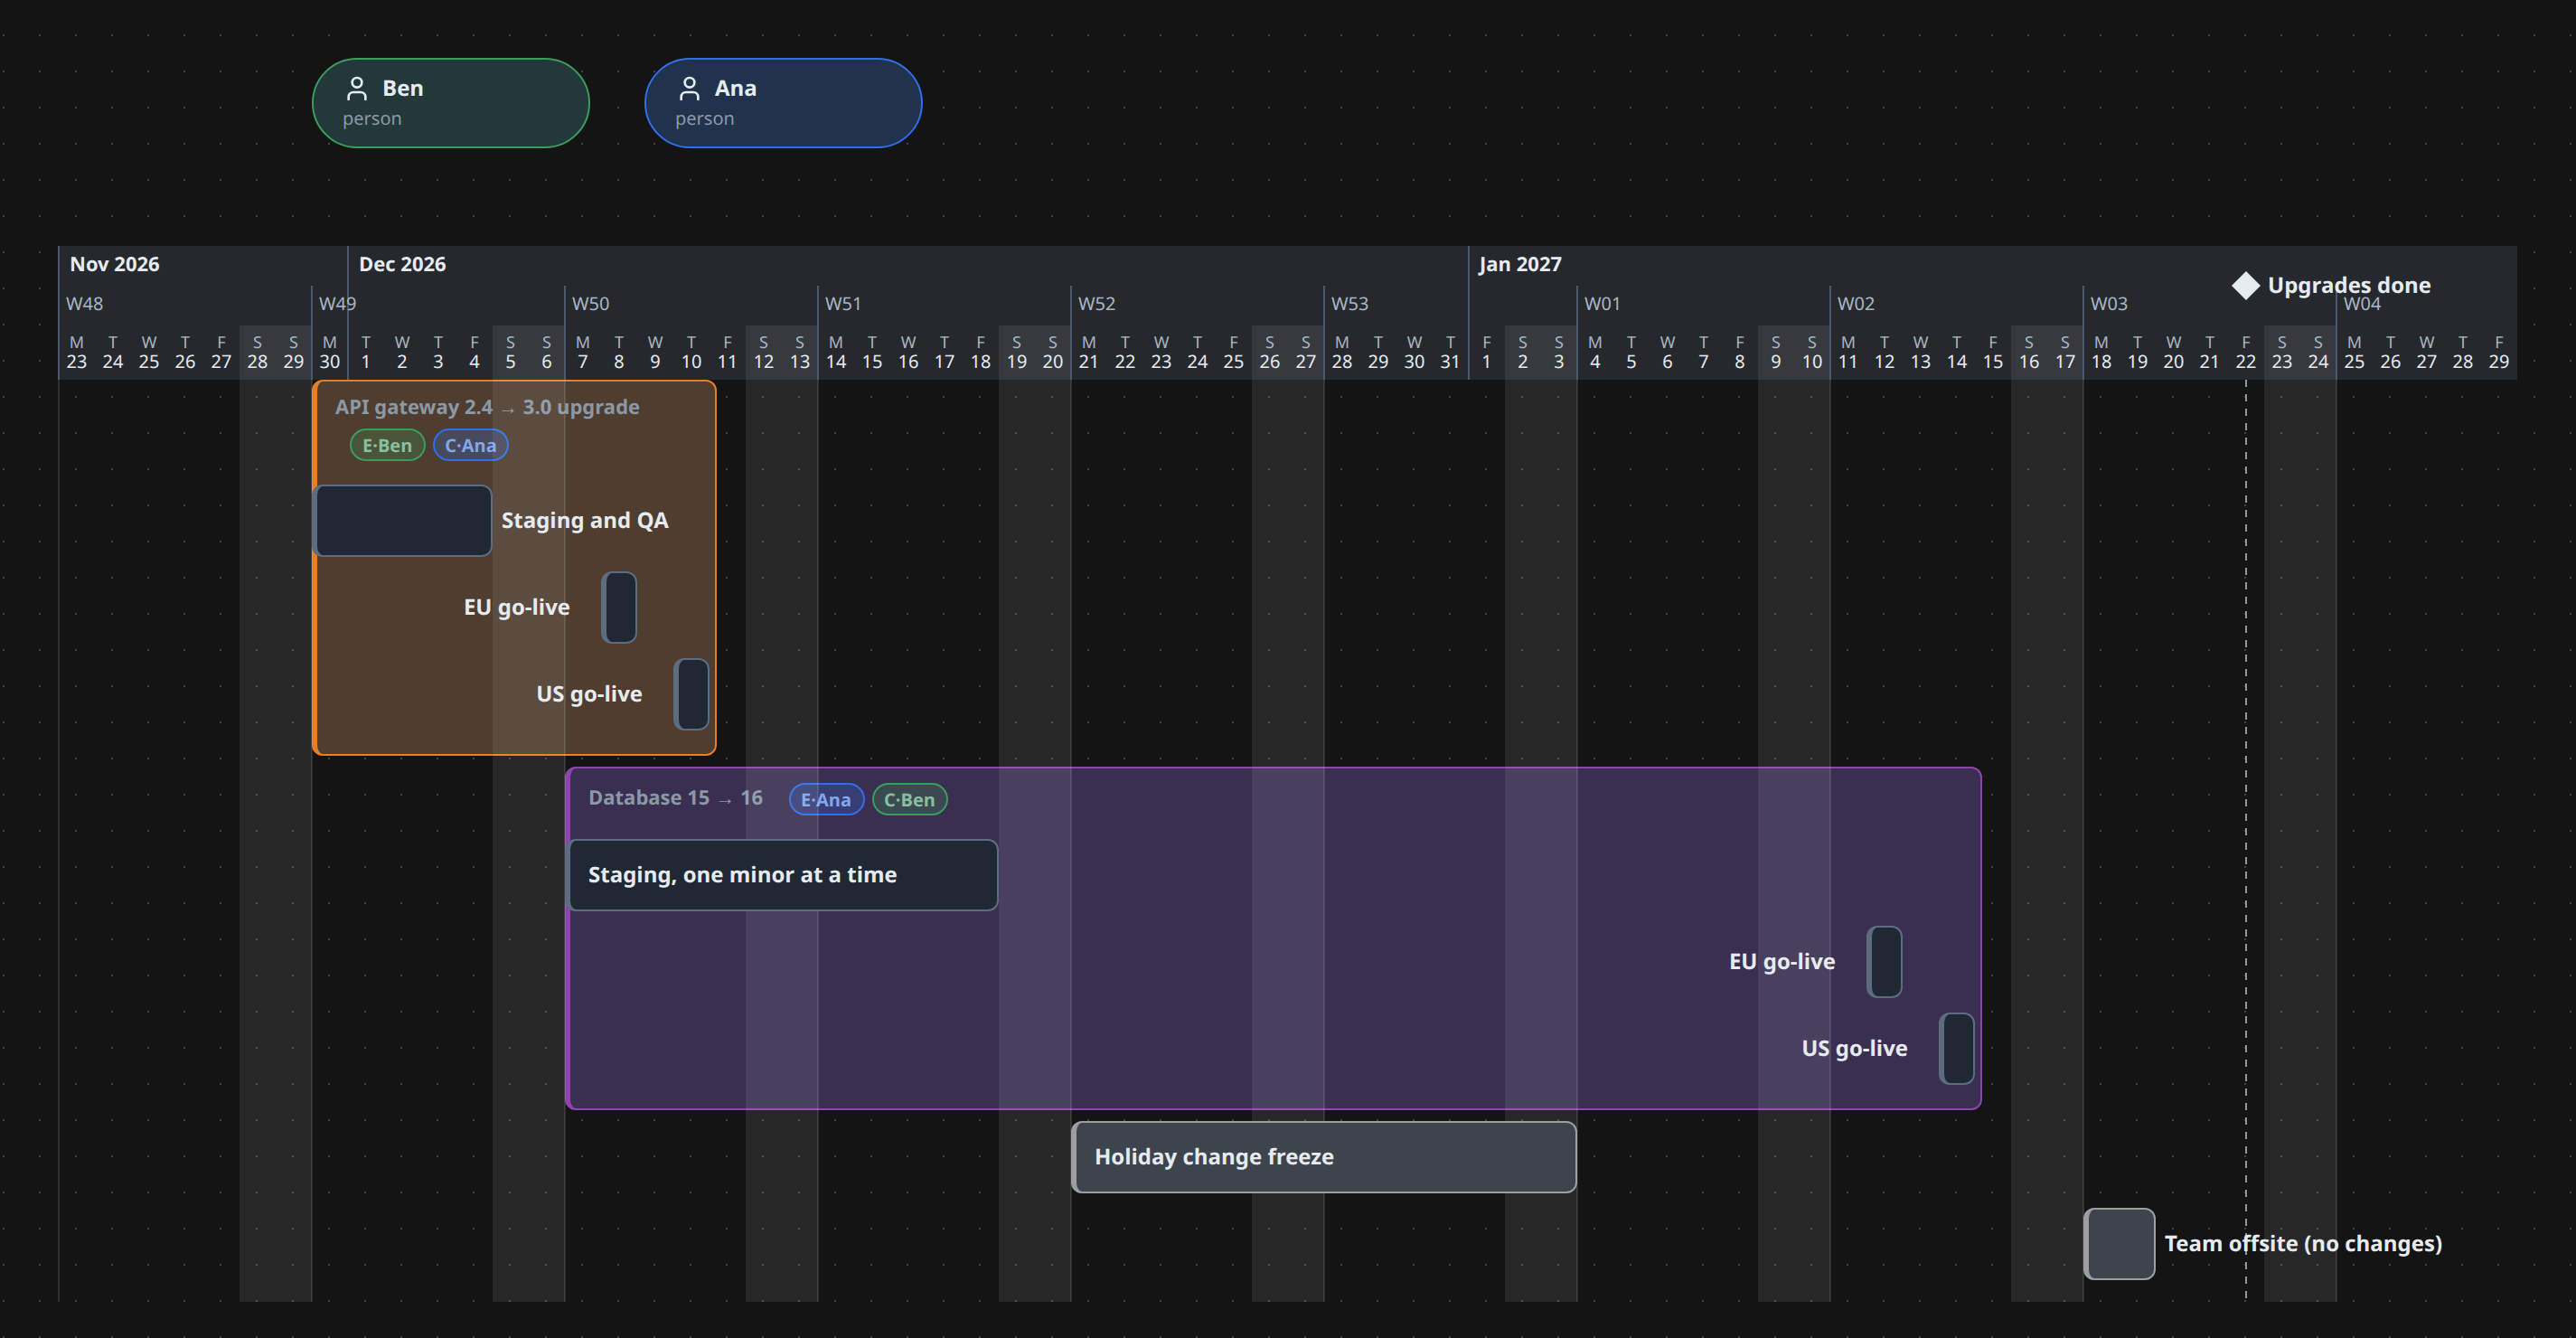 Ben
person
Ana
person
Nov 2026 Dec 2026 Jan 2027
Upgrades done
W48 W49 W50 W51 W52 W53 W01 W02 W03 W04
M T W T F S S M T W T F S S M T W T F S S M T W T F S S M T W T F S S M T W T F S S M T W T F S S M T W T F S S M T W T F S S M T W T F
23 24 25 26 27 28 29 30 1 2 3 4 5 6 7 8 9 10 11 12 13 14 15 16 17 18 19 20 21 22 23 24 25 26 27 28 29 30 31 1 2 3 4 5 6 7 8 9 10 11 12 13 14 15 16 17 18 19 20 21 22 23 24 25 26 27 28 29
API gateway 2.4 → 3.0 upgrade
E·Ben C·Ana
Staging and QA
EU go-live
US go-live
Database 15 → 16 E·Ana C·Ben
Staging, one minor at a time
EU go-live
US go-live
Holiday change freeze
Team offsite (no changes)